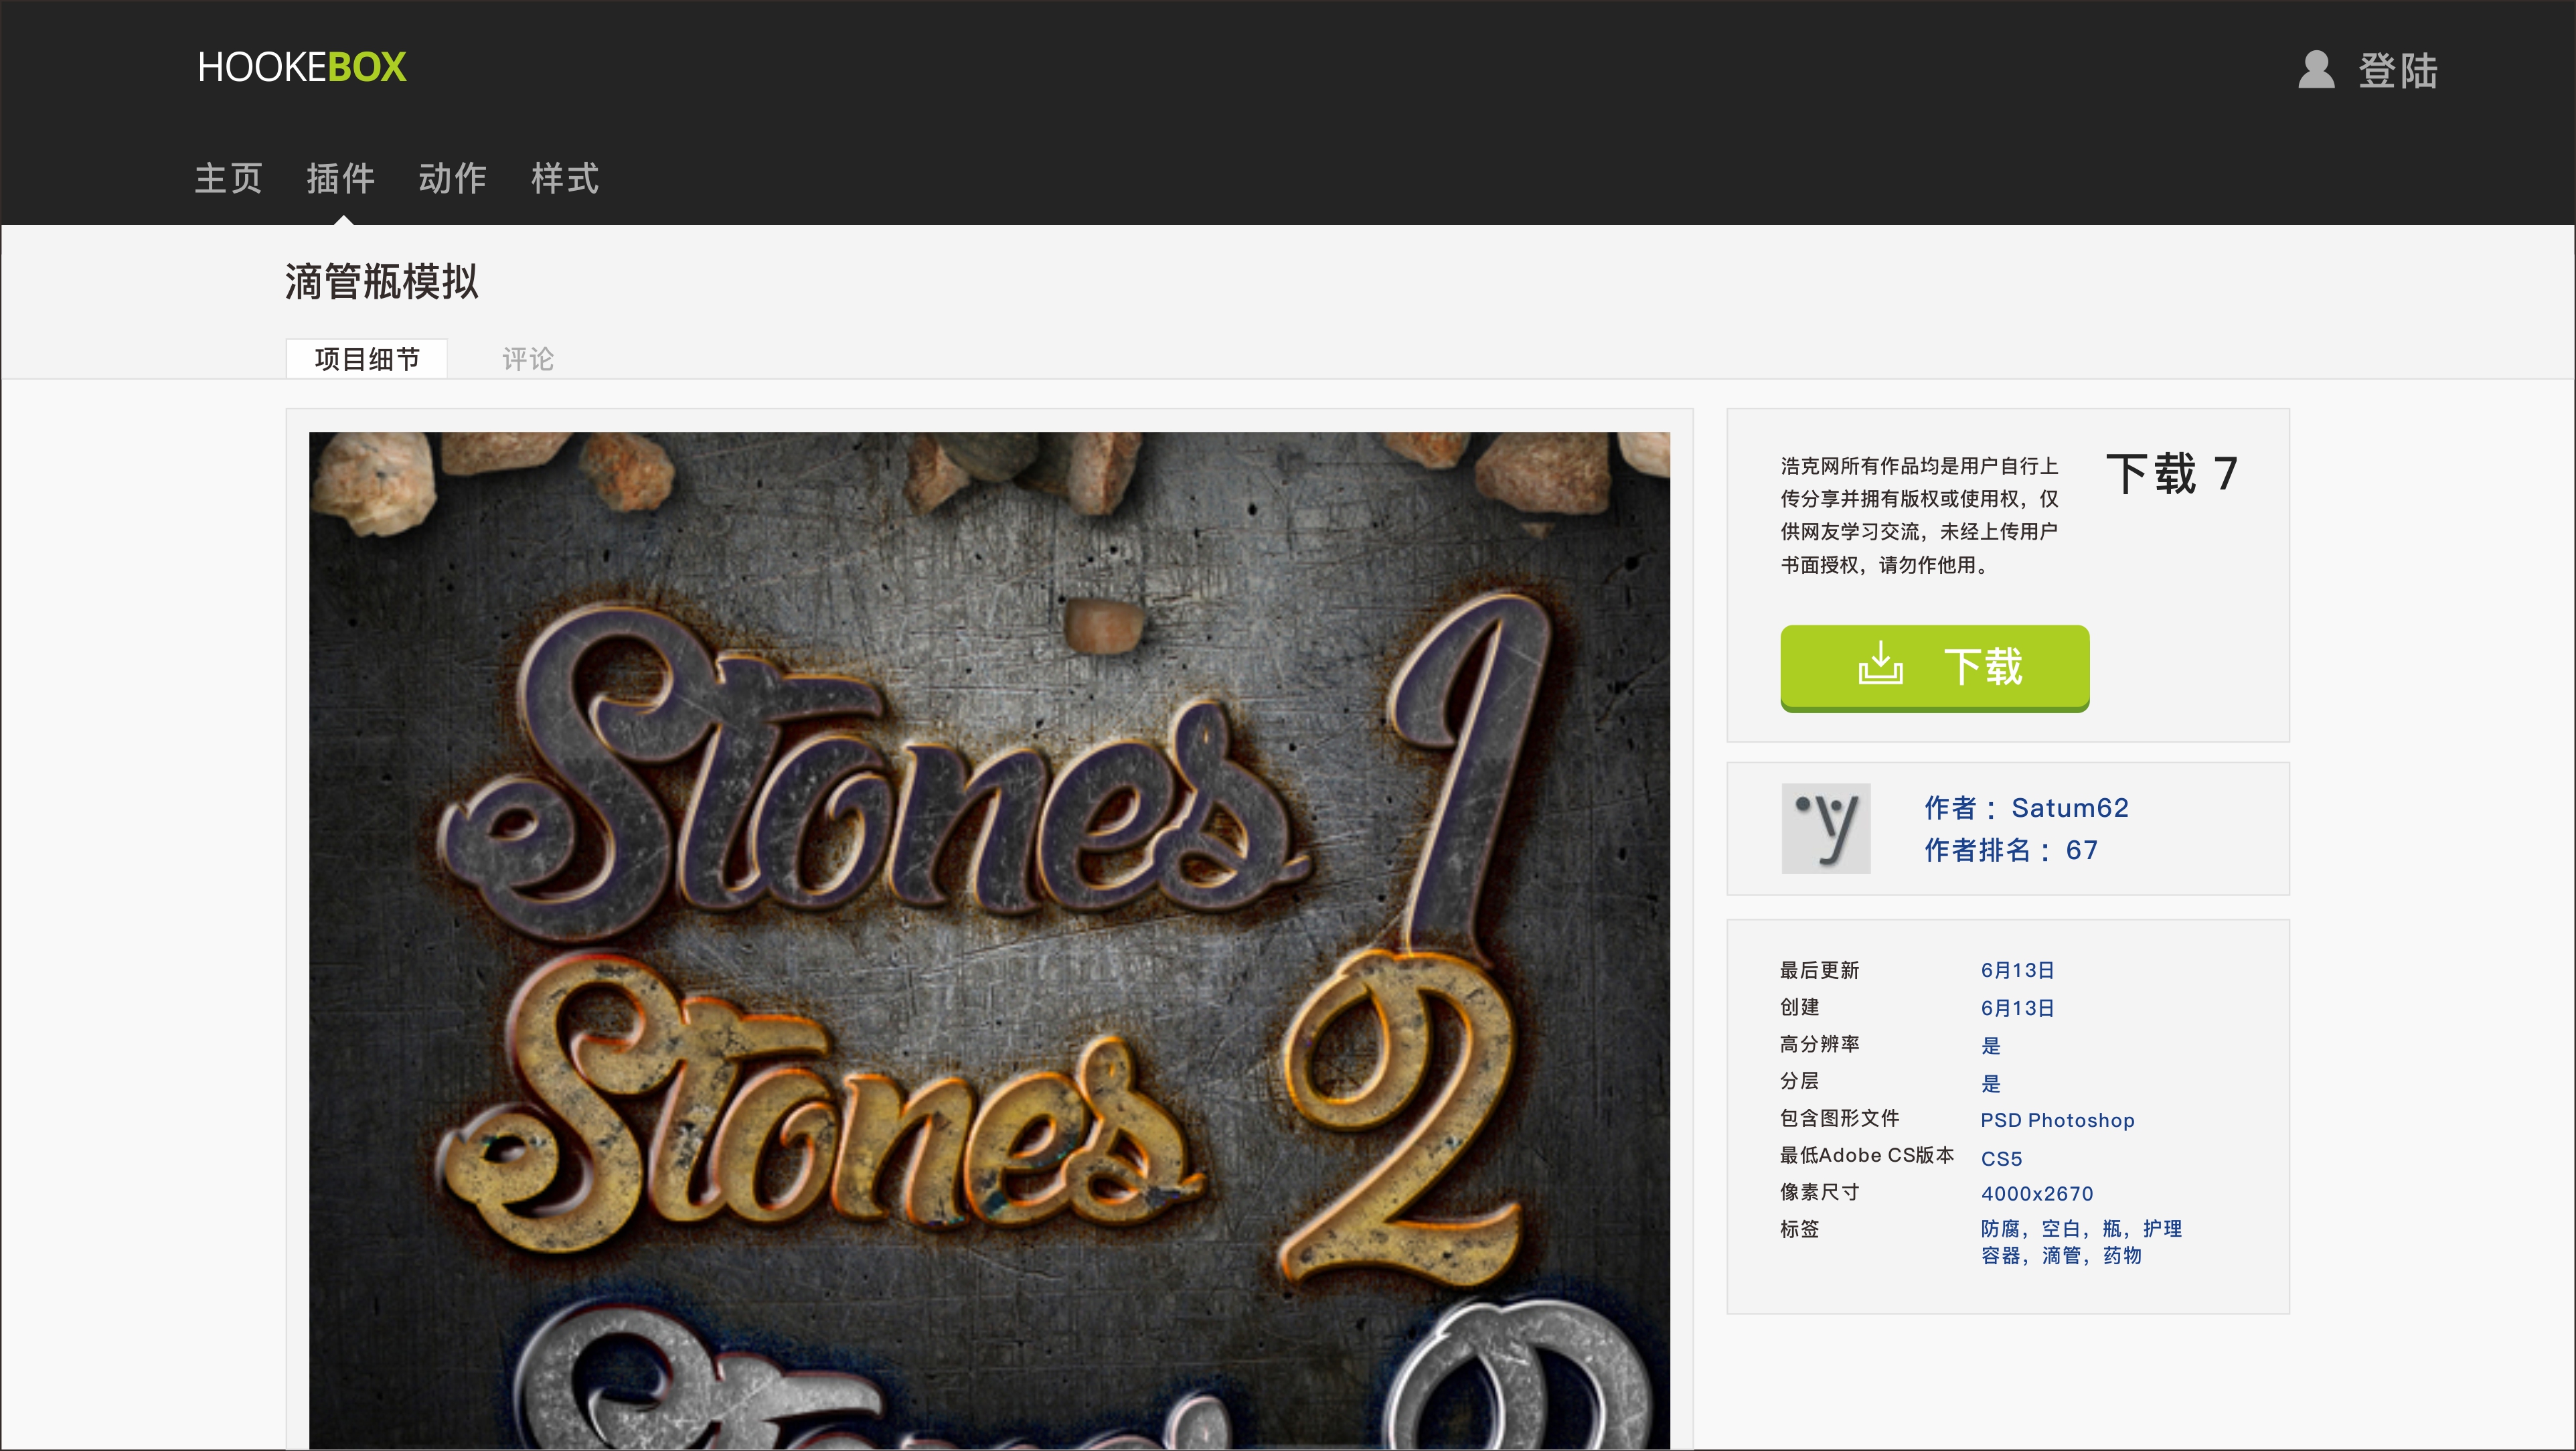 HOOKEBOX
登陆
主页 插件 动作 样式
滴管瓶模拟
项目细节 评论
浩克网所有作品均是用户自行上
传分享并拥有版权或使用权，仅
供网友学习交流，未经上传用户
书面授权，请勿作他用。
下载 7
下载
作者： Satum62
作者排名： 67
最后更新 6月13日
创建 6月13日
高分辨率 是
分层 是
包含图形文件 PSD Photoshop
最低Adobe CS版本 CS5
像素尺寸 4000x2670
标签 防腐，空白，瓶，护理
容器，滴管，药物
Stones 1
Stones 2